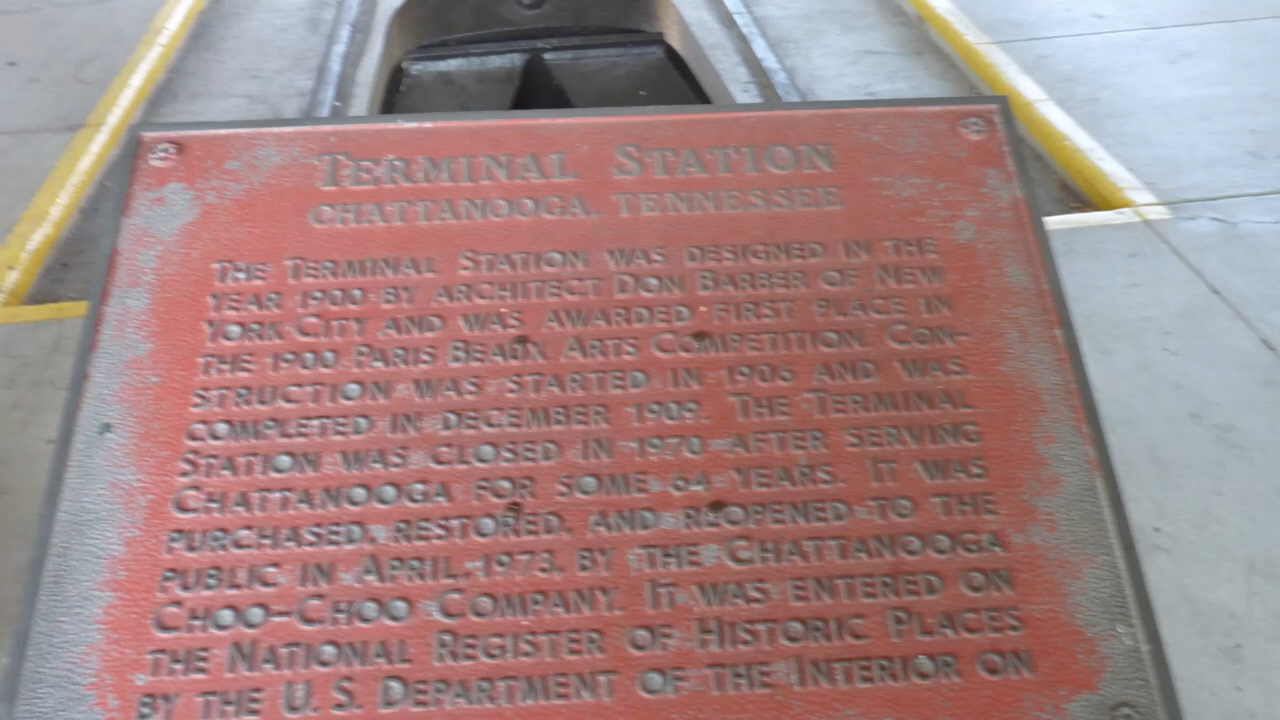 TERMINAL STATION
CHATTANOOGA, TENNESSEE
THE TERMINAL STATION WAS DESIGNED IN THE
YEAR 1900 BY ARCHITECT DON BARBER OF NEW
YORK CITY AND WAS AWARDED FIRST PLACE IN
THE 1900 PARIS BEAUX ARTS COMPETITION. CON-
STRUCTION WAS STARTED IN 1906 AND WAS
COMPLETED IN DECEMBER 1909. THE TERMINAL
STATION WAS CLOSED IN 1970 AFTER SERVING
CHATTANOOGA FOR SOME 64 YEARS. IT WAS
PURCHASED, RESTORED, AND REOPENED TO THE
PUBLIC IN APRIL, 1973, BY THE CHATTANOOGA
CHOO-CHOO COMPANY. IT WAS ENTERED ON
THE NATIONAL REGISTER OF HISTORIC PLACES
BY THE U.S. DEPARTMENT OF THE INTERIOR ON